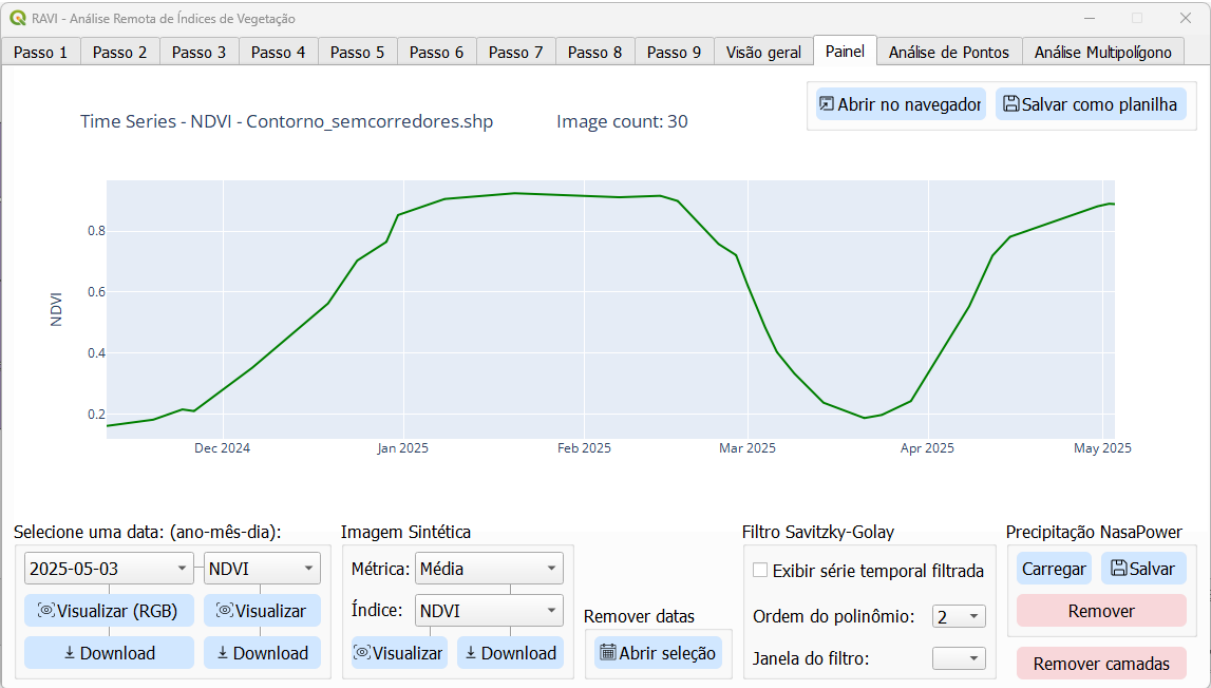 RAVI - Análise Remota de Índices de Vegetação
Passo 1 Passo 2 Passo 3 Passo 4 Passo 5 Passo 6 Passo 7 Passo 8 Passo 9 Visão geral Painel Análise de Pontos Análise Multipolígono
Abrir no navegador Salvar como planilha
Time Series - NDVI - Contorno_semcorredores.shp Image count: 30
NDVI
0.8
0.6
0.4
0.2
Dec 2024 Jan 2025 Feb 2025 Mar 2025 Apr 2025 May 2025
Selecione uma data: (ano-mês-dia):
2025-05-03 NDVI
Visualizar (RGB) Visualizar
Download Download
Imagem Sintética
Métrica: Média
Índice: NDVI
Visualizar Download
Remover datas
Abrir seleção
Filtro Savitzky-Golay
Exibir série temporal filtrada
Ordem do polinômio: 2
Janela do filtro:
Precipitação NasaPower
Carregar Salvar
Remover
Remover camadas